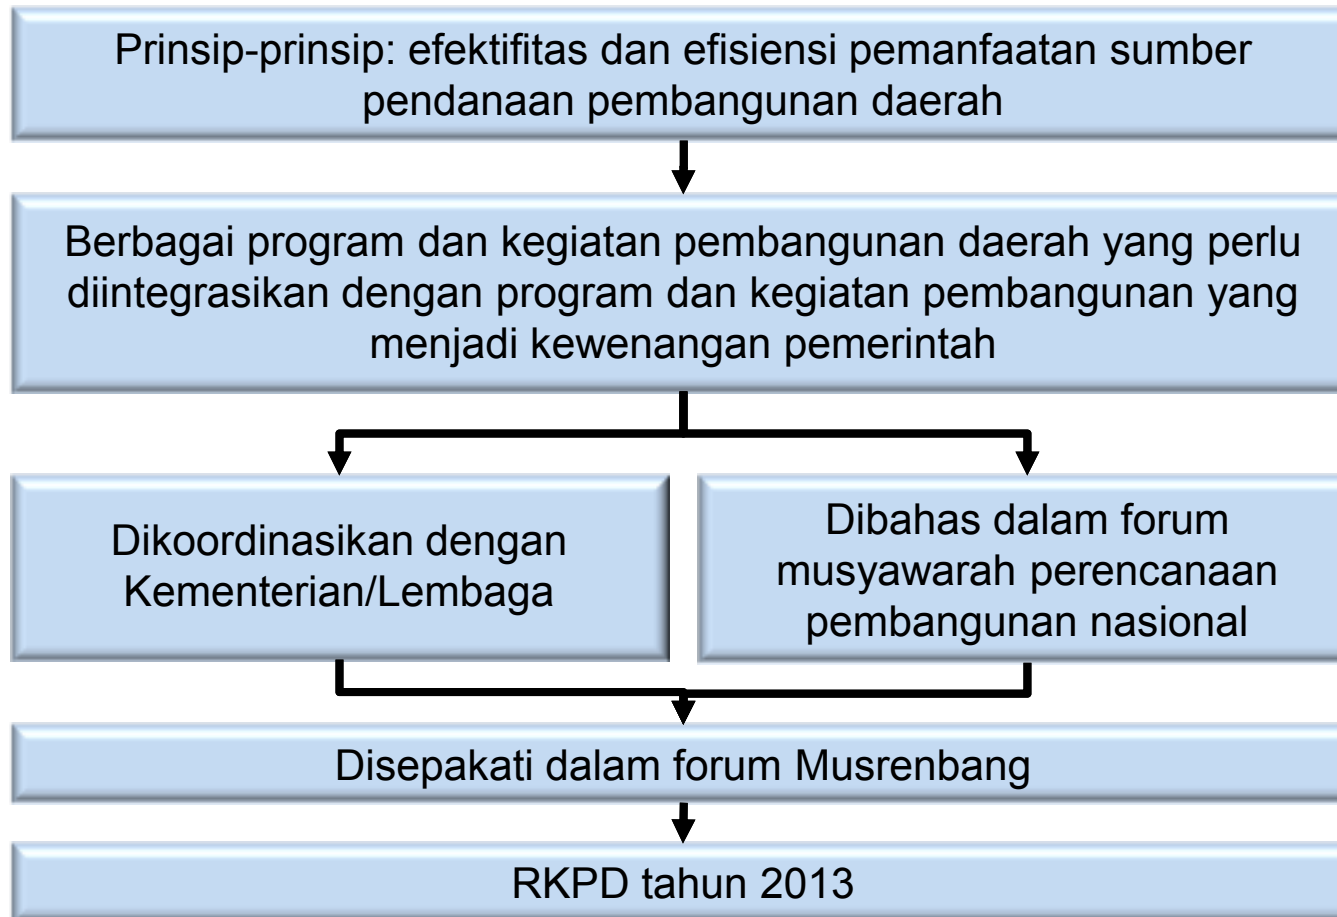 Prinsip-prinsip: efektifitas dan efisiensi pemanfaatan sumber
pendanaan pembangunan daerah
Berbagai program dan kegiatan pembangunan daerah yang perlu
diintegrasikan dengan program dan kegiatan pembangunan yang
menjadi kewenangan pemerintah
Dikoordinasikan dengan
Kementerian/Lembaga
Dibahas dalam forum
musyawarah perencanaan
pembangunan nasional
Disepakati dalam forum Musrenbang
RKPD tahun 2013